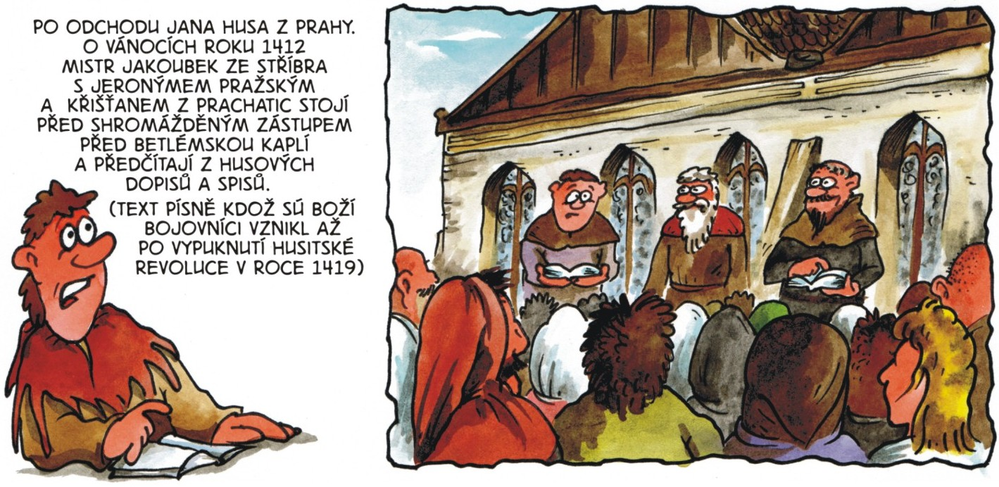 PO ODCHODU JANA HUSA Z PRAHY.
O VÁNOCÍCH ROKU 1412
MISTR JAKOUBEK ZE STŘÍBRA
S JERONÝMEM PRAŽSKÝM
A KŘIŠŤANEM Z PRACHATIC STOJÍ
PŘED SHROMÁŽDĚNÝM ZÁSTUPEM
PŘED BETLÉMSKOU KAPLÍ
A PŘEDČÍTAJÍ Z HUSOVÝCH
DOPISŮ A SPISŮ.
(TEXT PÍSNĚ KDOŽ SÚ BOŽÍ
BOJOVNÍCI VZNIKL AŽ
PO VYPUKNUTÍ HUSITSKÉ
REVOLUCE V ROCE 1419)